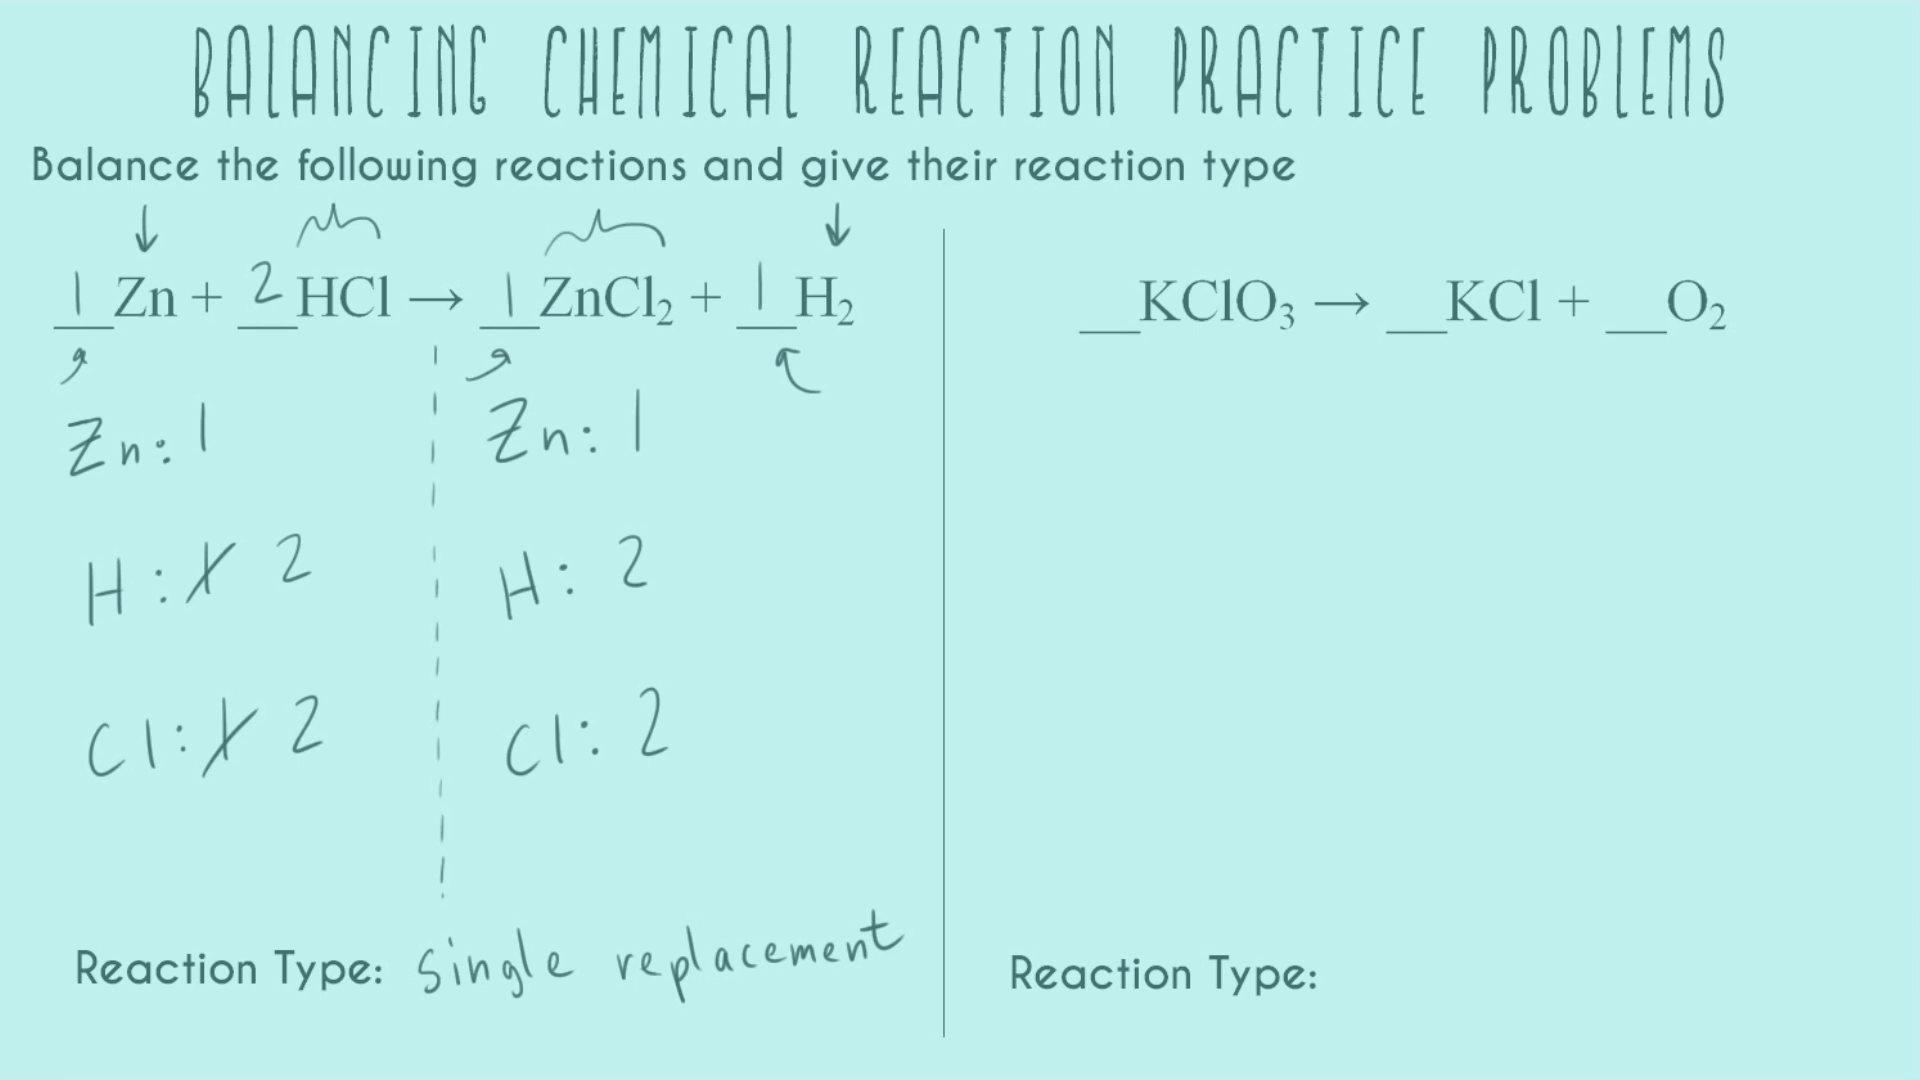 BALANCING CHEMICAL REACTION PRACTICE PROBLEMS
Balance the following reactions and give their reaction type
1 Zn + 2 HCl → 1 ZnCl₂ + 1 H₂
Zn: 1 Zn: 1
H: 1 2 H: 2
Cl: 1 2 Cl: 2
Reaction Type: Single replacement
__KClO₃ → __KCl + __O₂
Reaction Type: